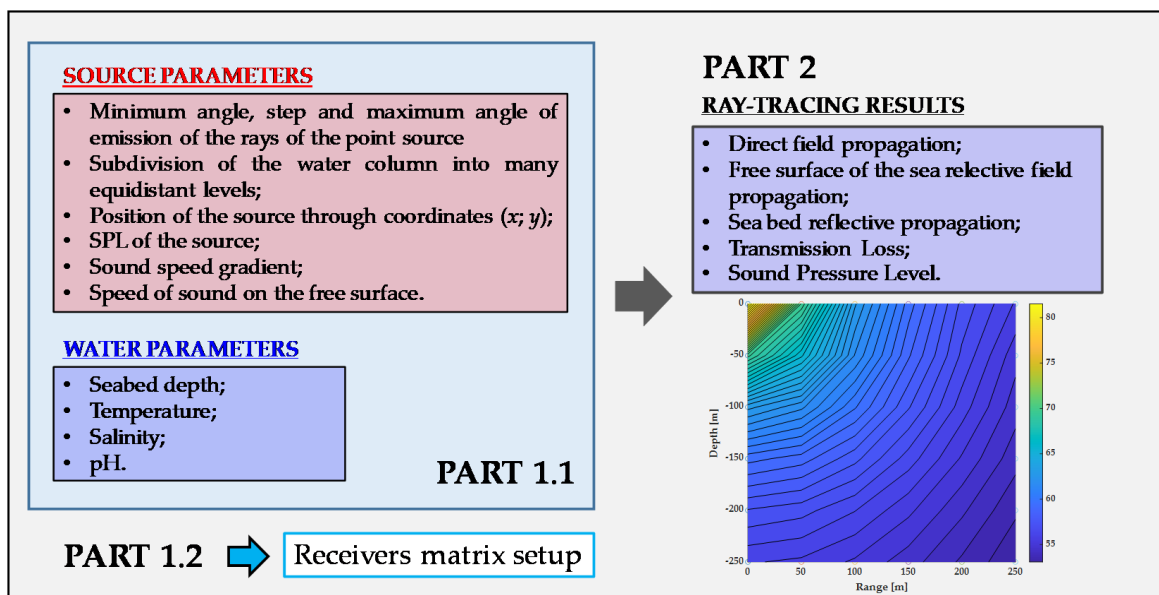 SOURCE PARAMETERS
• Minimum angle, step and maximum angle of
emission of the rays of the point source
• Subdivision of the water column into many
equidistant levels;
• Position of the source through coordinates (x; y);
• SPL of the source;
• Sound speed gradient;
• Speed of sound on the free surface.
WATER PARAMETERS
• Seabed depth;
• Temperature;
• Salinity;
• pH.
PART 1.1
PART 1.2
Receivers matrix setup
PART 2
RAY-TRACING RESULTS
• Direct field propagation;
• Free surface of the sea relective field
propagation;
• Sea bed reflective propagation;
• Transmission Loss;
• Sound Pressure Level.
0
-50
-100
-150
-200
-250
Depth [m]
0 50 100 150 200 250
Range [m]
80
75
70
65
60
55